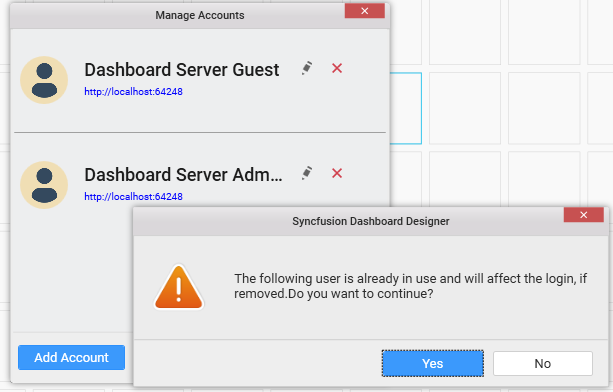 Manage Accounts
Dashboard Server Guest
http://localhost:64248
Dashboard Server Adm...
http://localhost:64248
Add Account
Syncfusion Dashboard Designer
The following user is already in use and will affect the login, if
removed.Do you want to continue?
Yes
No